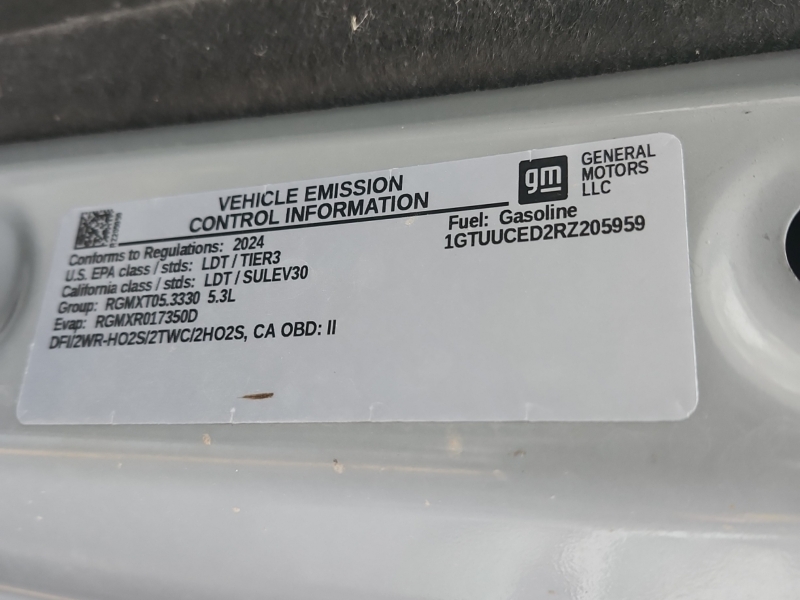 VEHICLE EMISSION
CONTROL INFORMATION
gm
GENERAL
MOTORS
LLC
Conforms to Regulations: 2024
U.S. EPA class / stds: LDT / TIER3
California class / stds: LDT / SULEV30
Group: RGMXT05.3330 5.3L
Evap: RGMXR017350D
DFI/2WR-HO2S/2TWC/2HO2S, CA OBD: II
Fuel: Gasoline
1GTUUCED2RZ205959